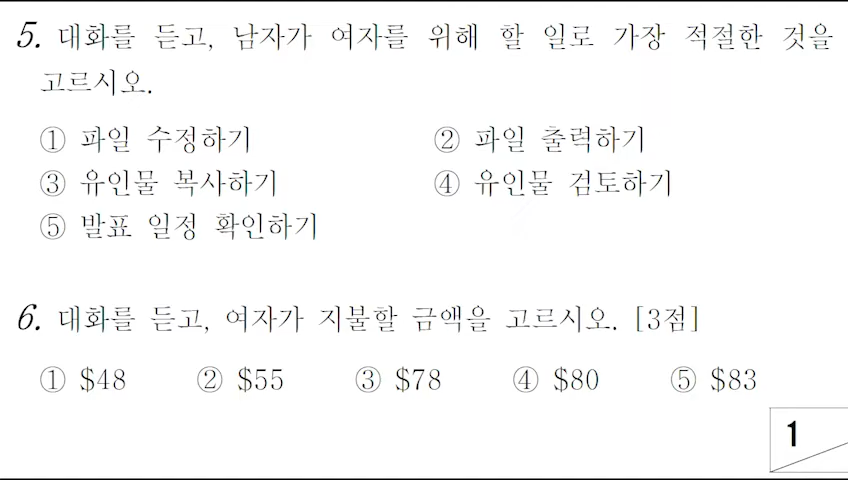 5. 대화를 듣고, 남자가 여자를 위해 할 일로 가장 적절한 것을
고르시오.
① 파일 수정하기 ② 파일 출력하기
③ 유인물 복사하기 ④ 유인물 검토하기
⑤ 발표 일정 확인하기
6. 대화를 듣고, 여자가 지불할 금액을 고르시오. [3점]
① $48 ② $55 ③ $78 ④ $80 ⑤ $83
1